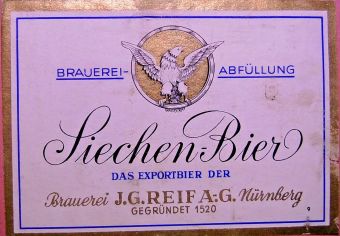 BRAUEREI-ABFÜLLUNG
Siechen-Bier
DAS EXPORTBIER DER
Brauerei J.G.REIF A.-G. Nürnberg
GEGRÜNDET 1520